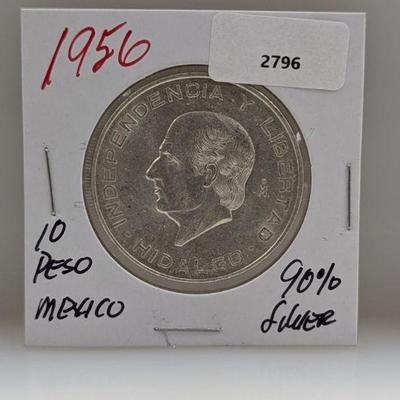 1956
2796
INDEPENDENCIA Y LIBERTAD
HIDALGO
10
PESO
MEXICO
90%
SILVER